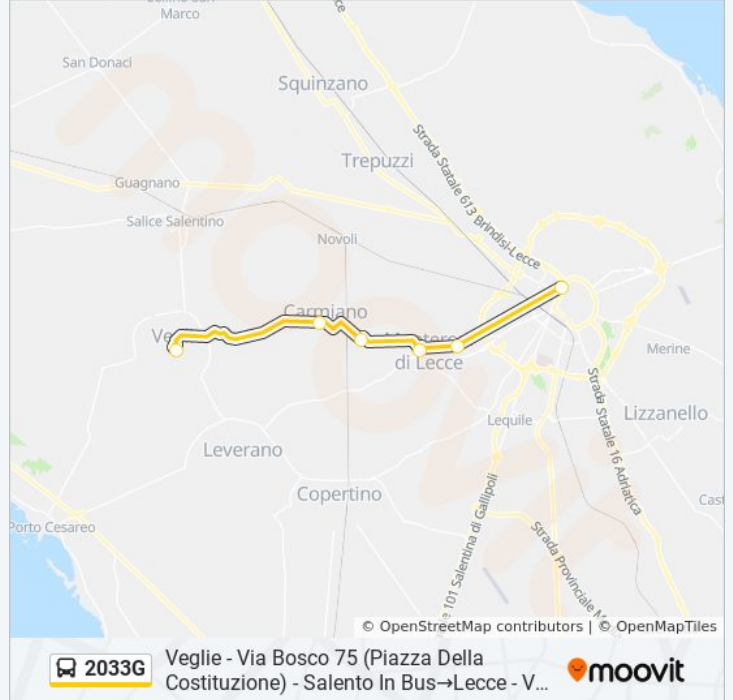 Marco
San Donaci
Squinzano
Strada Statale 613 Brindisi-Lecce
Trepuzzi
Guagnano
Salice Salentino
Novoli
Carmiano
di Lecce
Merine
Strada Statale 16 Adriatica
Lizzanello
Lequile
Leverano
Copertino
101 Salentina di Gallipoli
Porto Cesareo
Strada Provinciale
moovit
© OpenStreetMap contributors | © OpenMapTiles
2033G
Veglie - Via Bosco 75 (Piazza Della
Costituzione) - Salento In Bus→Lecce - V...
moovit